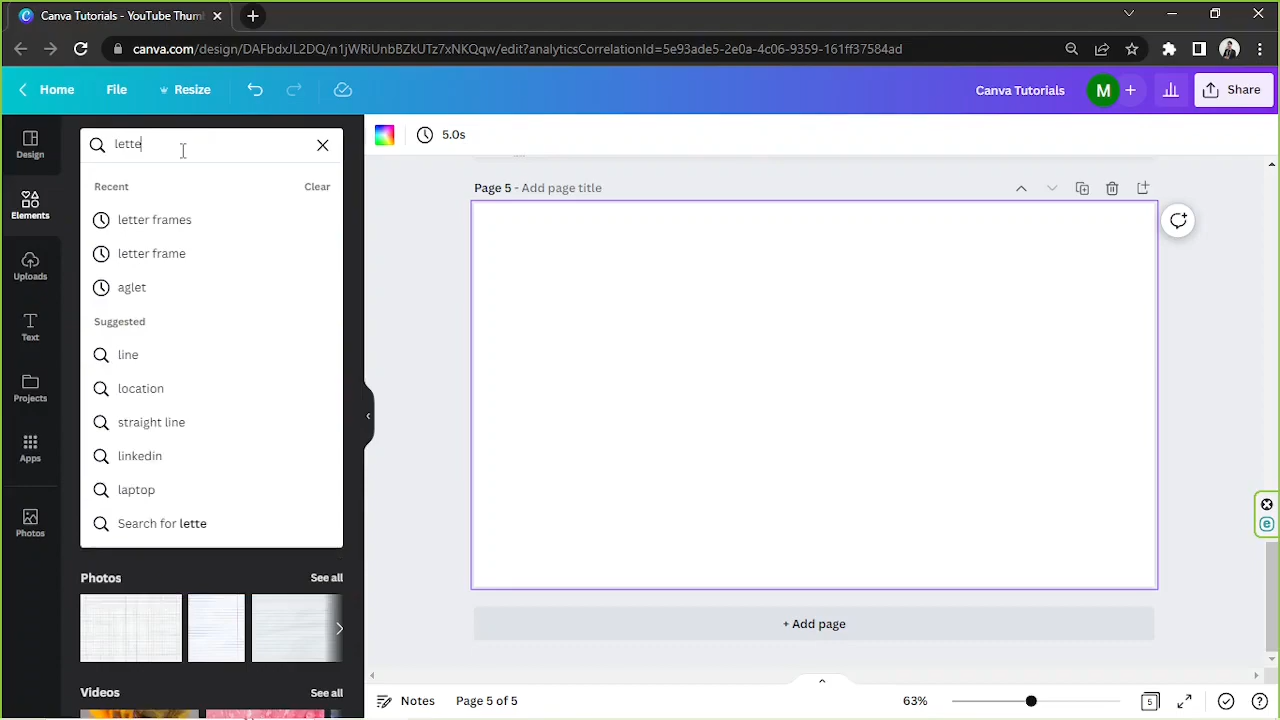 Canva Tutorials - YouTube Thum
canva.com/design/DAFbdxJL2DQ/n1jWRiUnbBZkUTz7xNKQqw/edit?analyticsCorrelationId=5e93ade5-2e0a-4c06-9359-161ff37584ad
Home File Resize Canva Tutorials M + Share
Design
Elements
Uploads
Text
Projects
Apps
Photos
lette
Recent Clear
letter frames
letter frame
aglet
Suggested
line
location
straight line
linkedin
laptop
Search for lette
Photos See all
Videos See all
5.0s
Page 5 - Add page title
+ Add page
Notes Page 5 of 5 63% 5